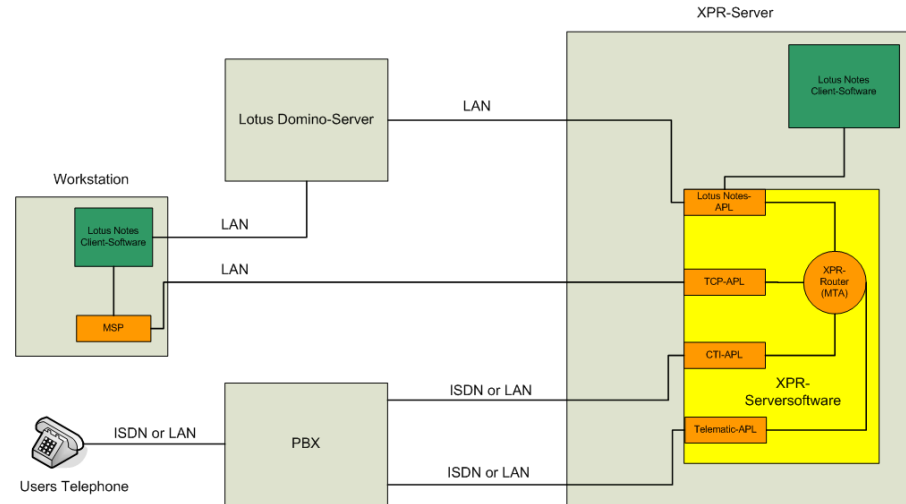 XPR-Server
Lotus Notes
Client-Software
Lotus Domino-Server
LAN
Workstation
Lotus Notes
Client-Software
LAN
Lotus Notes-
APL
LAN
TCP-APL
XPR-
Router
(MTA)
MSP
CTI-APL
ISDN or LAN
XPR-
Serversoftware
ISDN or LAN
PBX
Telematic-APL
ISDN or LAN
Users Telephone